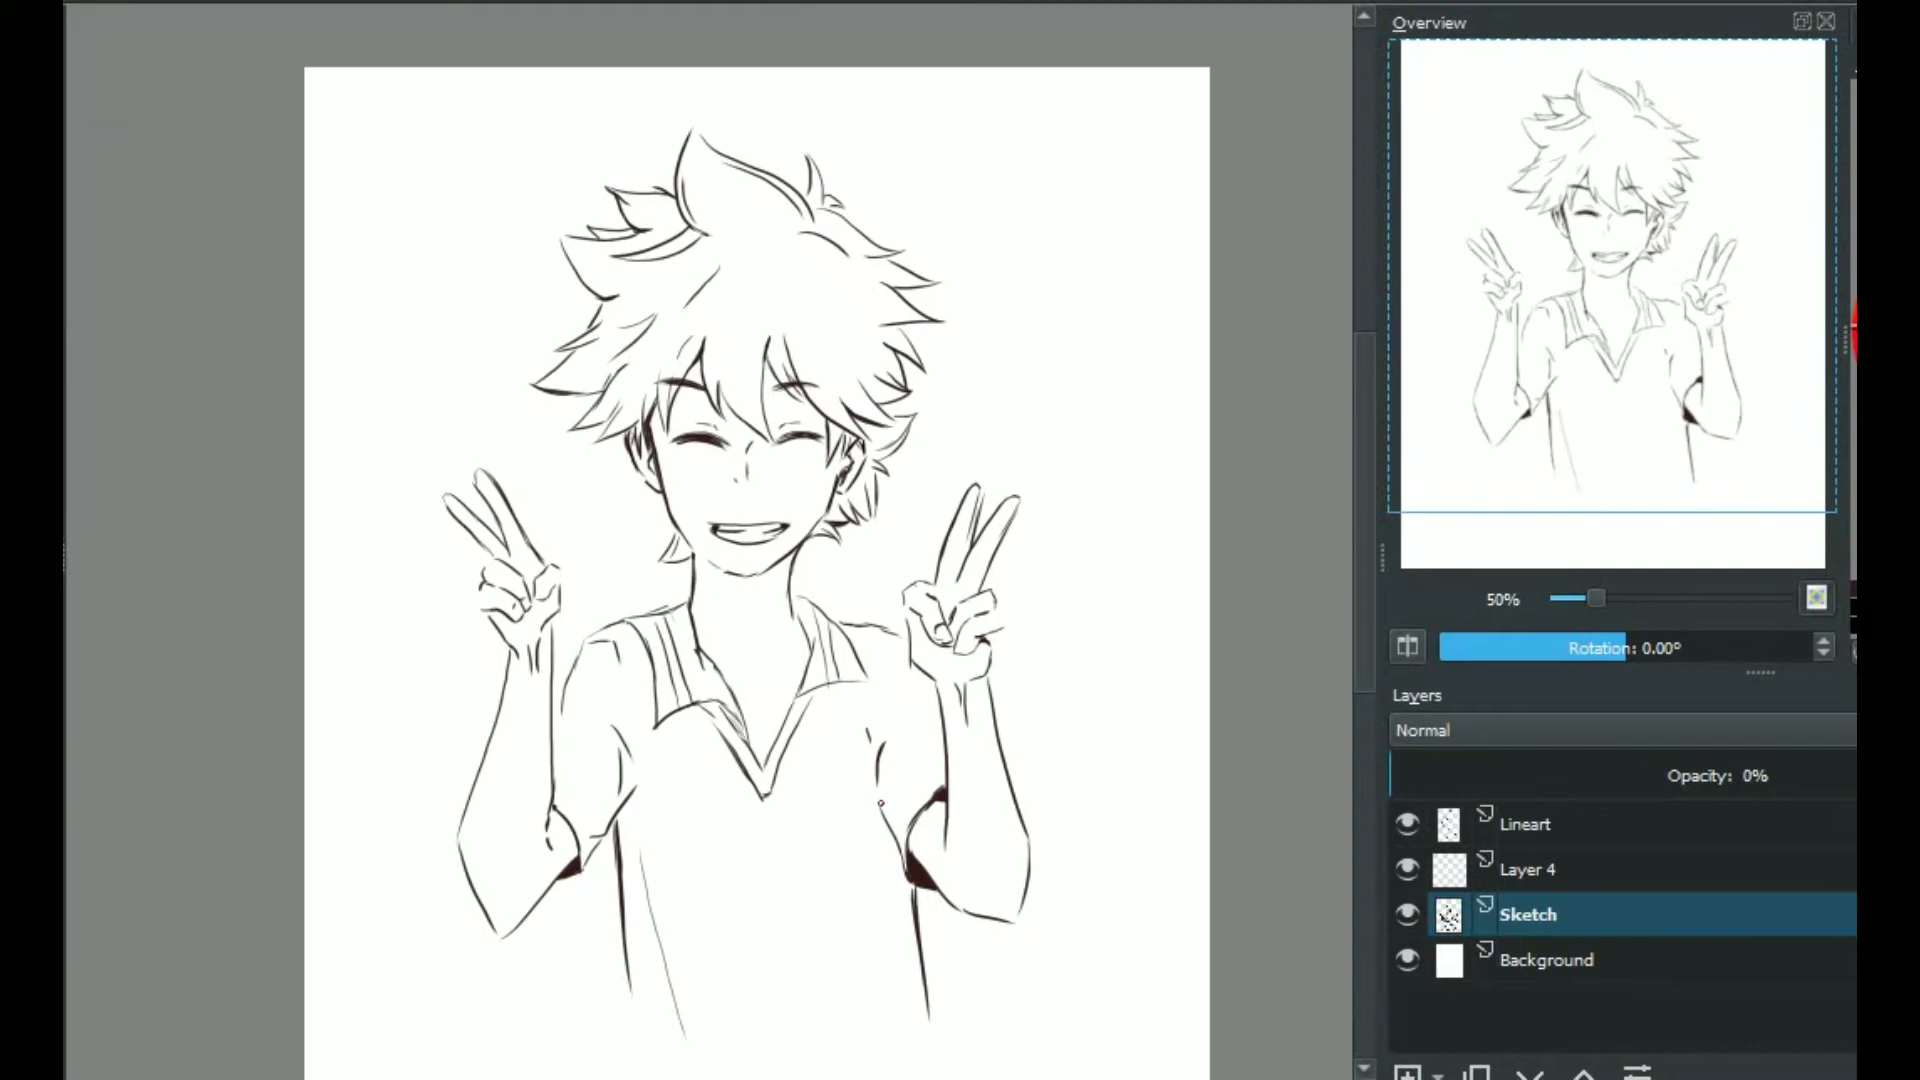 Overview
50%
Rotation: 0.00°
Layers
Normal
Opacity: 0%
Lineart
Layer 4
Sketch
Background